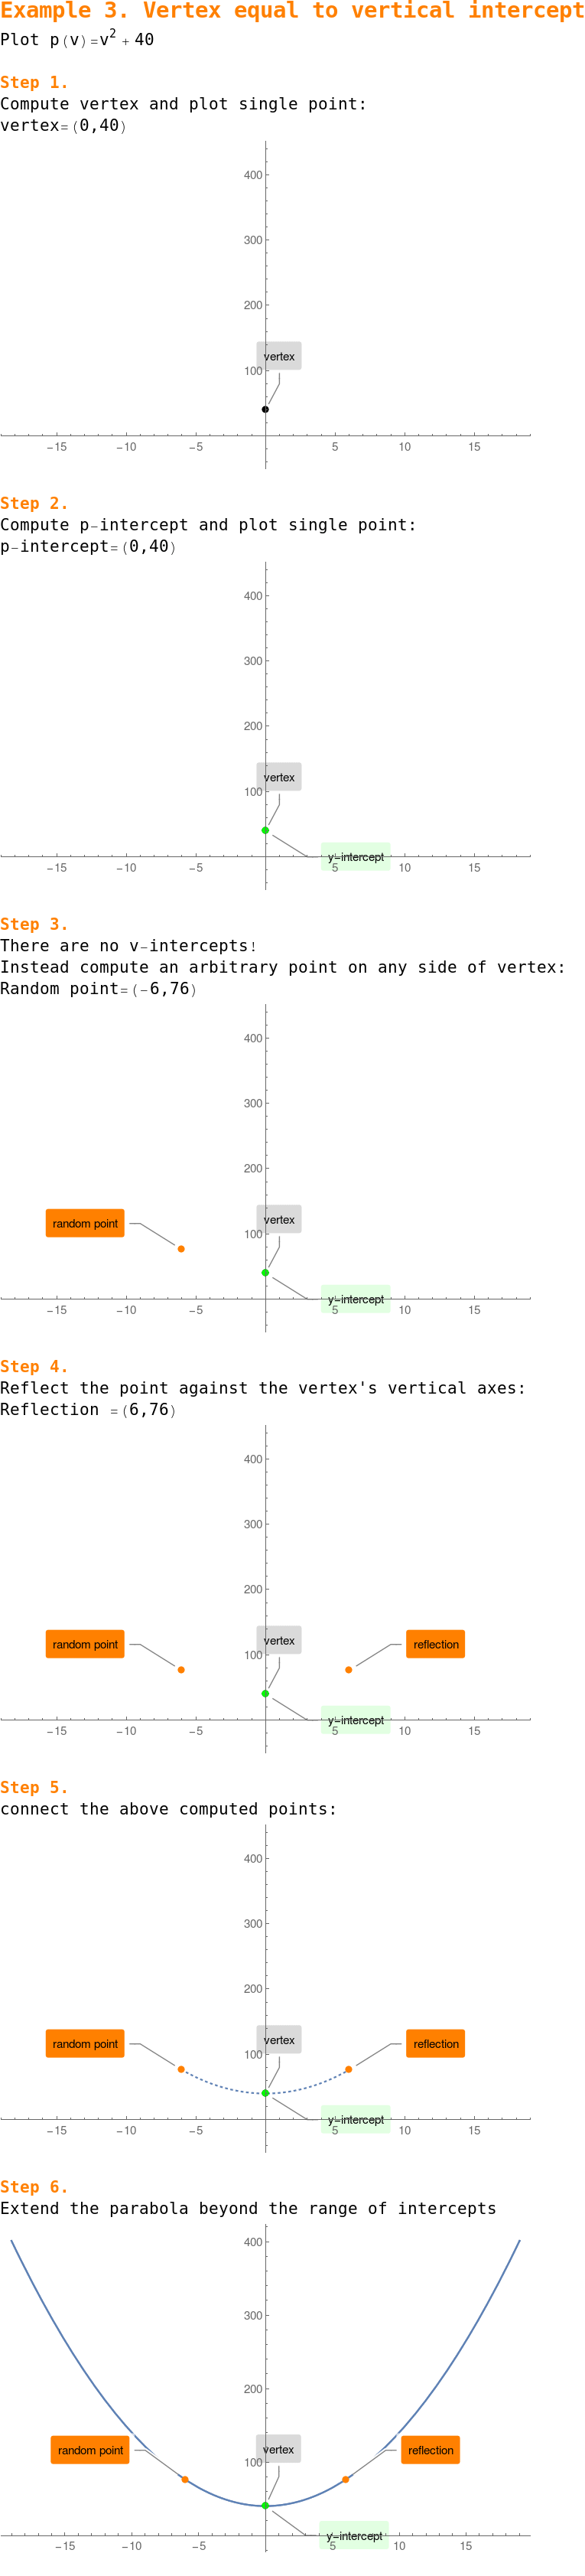 Example 3. Vertex equal to vertical intercept
Plot p(v)=v² + 40
Step 1.
Compute vertex and plot single point:
vertex=(0,40)
400
300
200
vertex
100
−15 −10 −5 5 10 15
Step 2.
Compute p−intercept and plot single point:
p−intercept=(0,40)
400
300
200
vertex
100
y−intercept
−15 −10 −5 5 10 15
Step 3.
There are no v−intercepts!
Instead compute an arbitrary point on any side of vertex:
Random point=(−6,76)
400
300
200
random point vertex
100
y−intercept
−15 −10 −5 5 10 15
Step 4.
Reflect the point against the vertex's vertical axes:
Reflection =(6,76)
400
300
200
random point vertex reflection
100
y−intercept
−15 −10 −5 5 10 15
Step 5.
connect the above computed points:
400
300
200
random point vertex reflection
100
y−intercept
−15 −10 −5 5 10 15
Step 6.
Extend the parabola beyond the range of intercepts
400
300
200
random point vertex reflection
100
y−intercept
−15 −10 −5 5 10 15